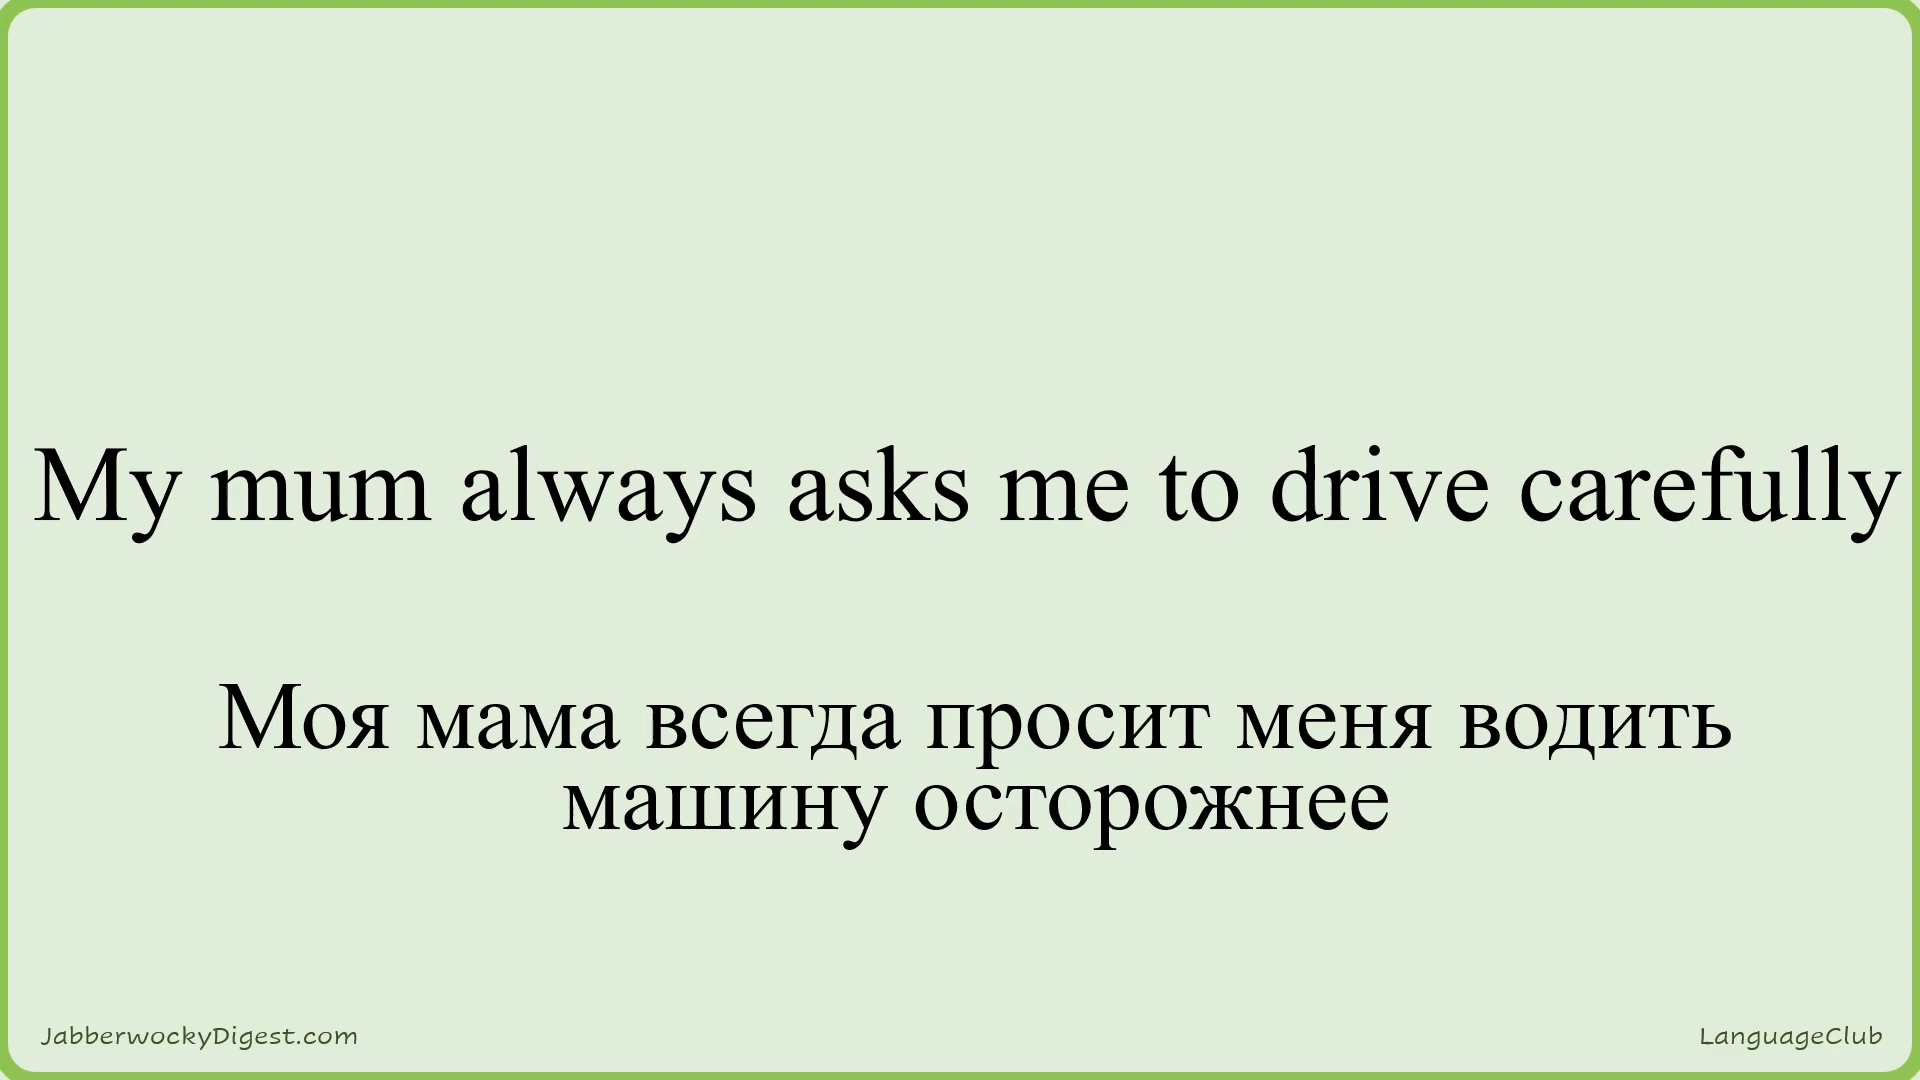 My mum always asks me to drive carefully
Моя мама всегда просит меня водить
машину осторожнее
JabberwockyDigest.com
LanguageClub